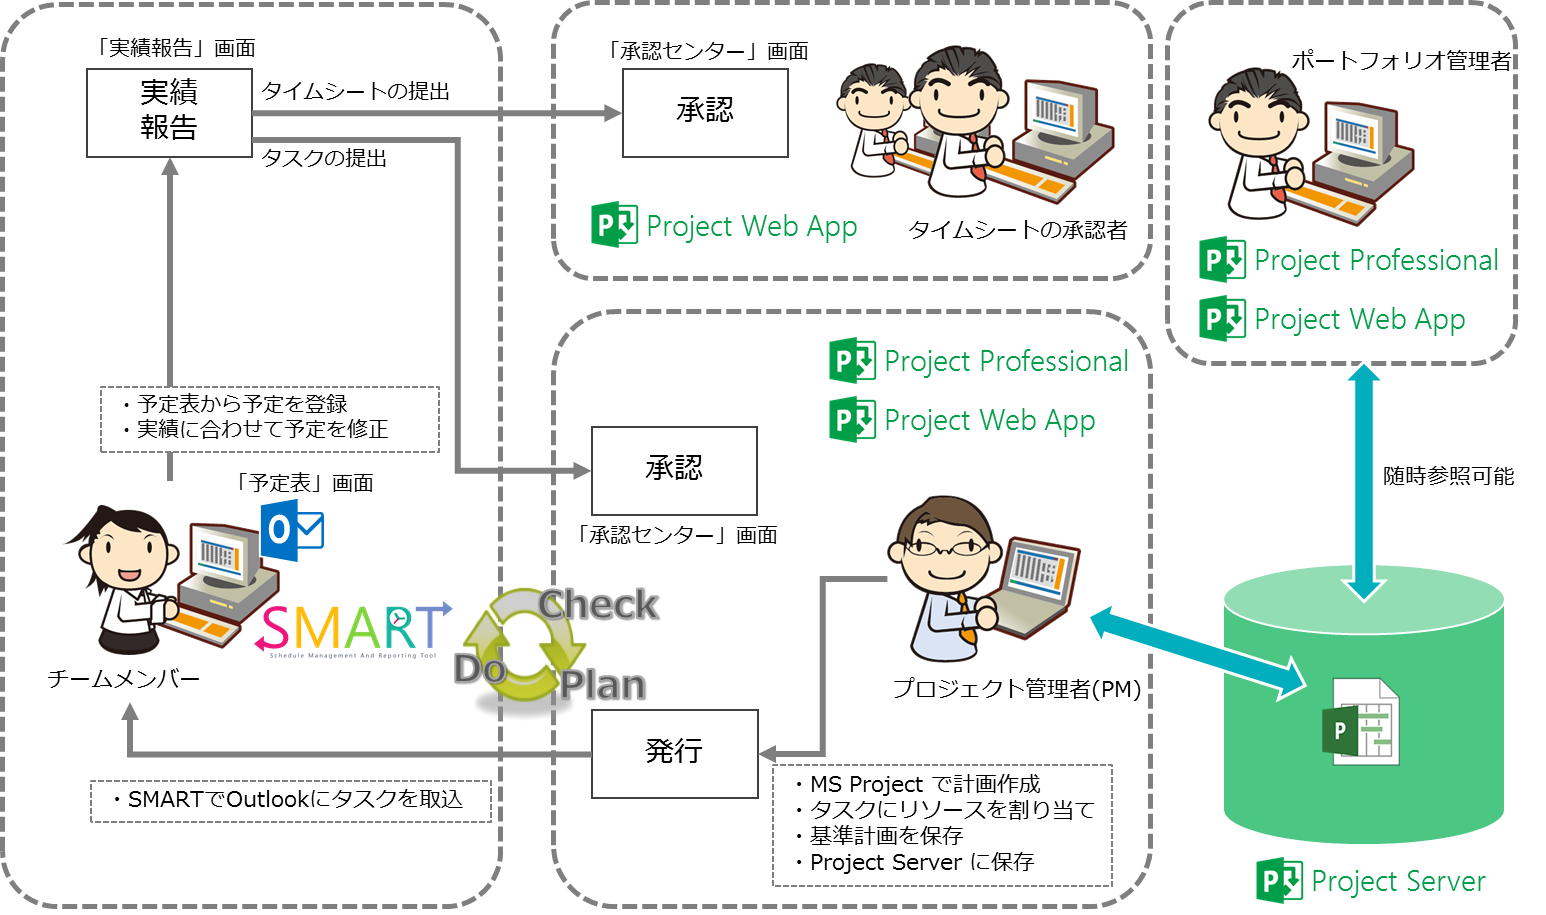 「実績報告」画面
実績
報告
タイムシートの提出
タスクの提出
・予定表から予定を登録
・実績に合わせて予定を修正
「予定表」画面
O
SMART
Schedule Management And Reporting Tool
チームメンバー
・SMARTでOutlookにタスクを取込
「承認センター」画面
承認
P
Project Web App
タイムシートの承認者
ポートフォリオ管理者
P
Project Professional
P
Project Web App
P
Project Professional
P
Project Web App
承認
「承認センター」画面
Check
Do
Plan
プロジェクト管理者(PM)
発行
・MS Project で計画作成
・タスクにリソースを割り当て
・基準計画を保存
・Project Server に保存
随時参照可能
P
P
Project Server